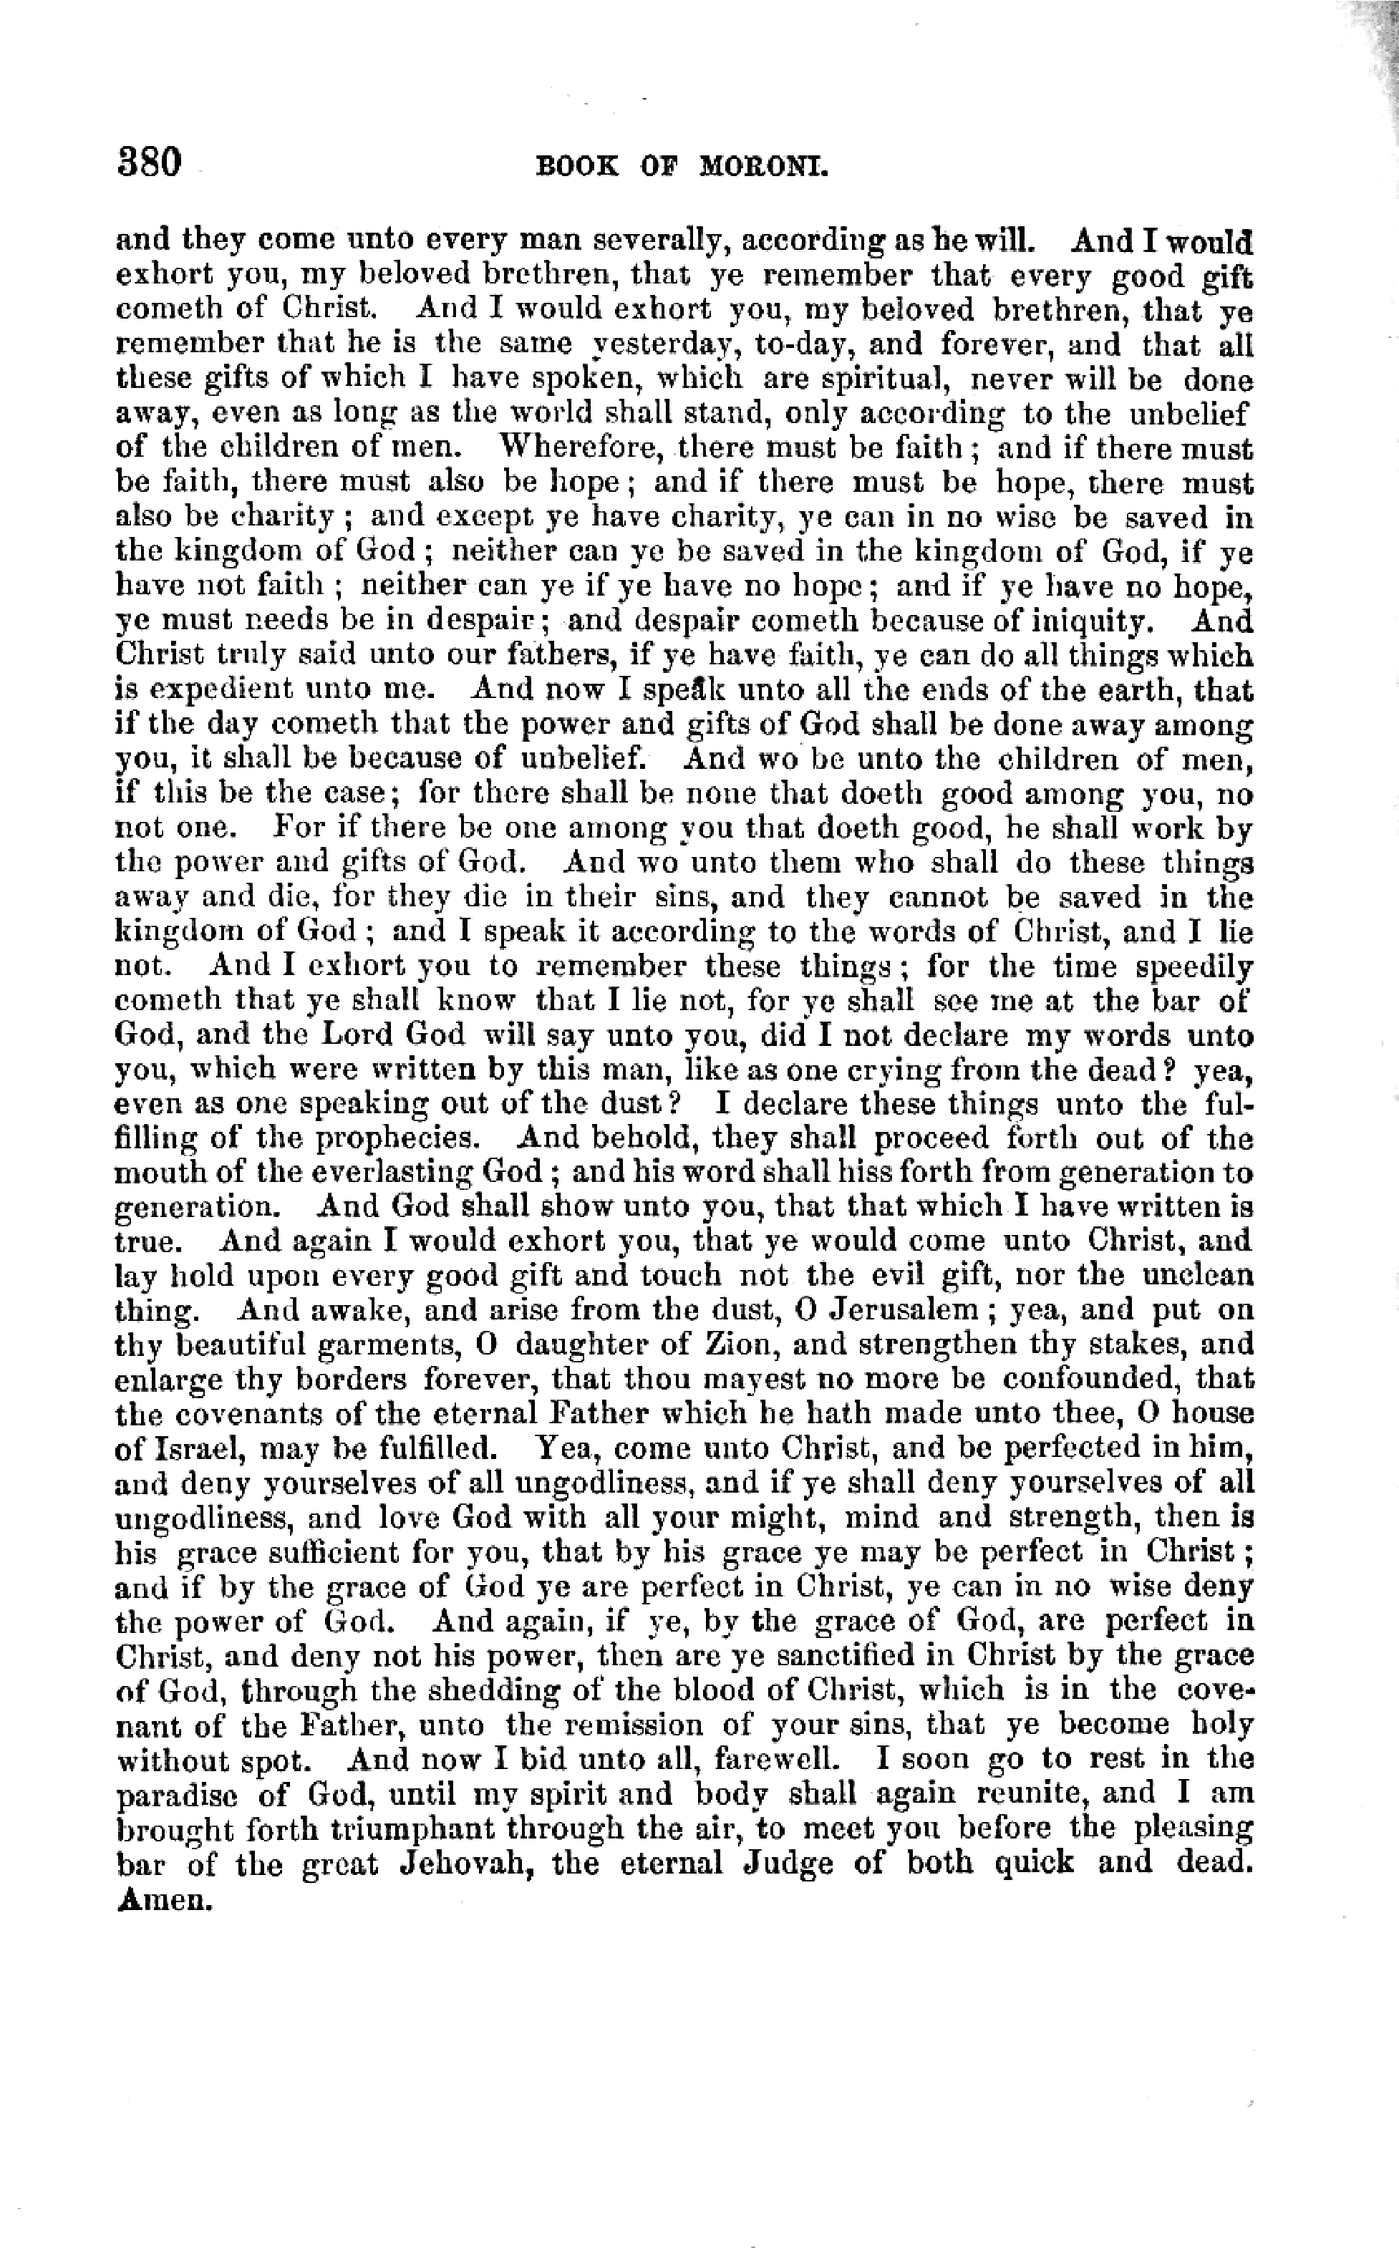 380 BOOK OF MORONI.
and they come unto every man severally, according as he will. And I would
exhort you, my beloved brethren, that ye remember that every good gift
cometh of Christ. And I would exhort you, my beloved brethren, that ye
remember that he is the same yesterday, to-day, and forever, and that all
these gifts of which I have spoken, which are spiritual, never will be done
away, even as long as the world shall stand, only according to the unbelief
of the children of men. Wherefore, there must be faith; and if there must
be faith, there must also be hope; and if there must be hope, there must
also be charity; and except ye have charity, ye can in no wise be saved in
the kingdom of God; neither can ye be saved in the kingdom of God, if ye
have not faith; neither can ye if ye have no hope; and if ye have no hope,
ye must needs be in despair; and despair cometh because of iniquity. And
Christ truly said unto our fathers, if ye have faith, ye can do all things which
is expedient unto me. And now I speak unto all the ends of the earth, that
if the day cometh that the power and gifts of God shall be done away among
you, it shall be because of unbelief. And wo be unto the children of men,
if this be the case; for there shall be none that doeth good among you, no
not one. For if there be one among you that doeth good, he shall work by
the power and gifts of God. And wo unto them who shall do these things
away and die, for they die in their sins, and they cannot be saved in the
kingdom of God; and I speak it according to the words of Christ, and I lie
not. And I exhort you to remember these things; for the time speedily
cometh that ye shall know that I lie not, for ye shall see me at the bar of
God, and the Lord God will say unto you, did I not declare my words unto
you, which were written by this man, like as one crying from the dead? yea,
even as one speaking out of the dust? I declare these things unto the ful-
filling of the prophecies. And behold, they shall proceed forth out of the
mouth of the everlasting God; and his word shall hiss forth from generation to
generation. And God shall show unto you, that that which I have written is
true. And again I would exhort you, that ye would come unto Christ, and
lay hold upon every good gift and touch not the evil gift, nor the unclean
thing. And awake, and arise from the dust, O Jerusalem; yea, and put on
thy beautiful garments, O daughter of Zion, and strengthen thy stakes, and
enlarge thy borders forever, that thou mayest no more be confounded, that
the covenants of the eternal Father which he hath made unto thee, O house
of Israel, may be fulfilled. Yea, come unto Christ, and be perfected in him,
and deny yourselves of all ungodliness, and if ye shall deny yourselves of all
ungodliness, and love God with all your might, mind and strength, then is
his grace sufficient for you, that by his grace ye may be perfect in Christ;
and if by the grace of God ye are perfect in Christ, ye can in no wise deny
the power of God. And again, if ye, by the grace of God, are perfect in
Christ, and deny not his power, then are ye sanctified in Christ by the grace
of God, through the shedding of the blood of Christ, which is in the cove-
nant of the Father, unto the remission of your sins, that ye become holy
without spot. And now I bid unto all, farewell. I soon go to rest in the
paradise of God, until my spirit and body shall again reunite, and I am
brought forth triumphant through the air, to meet you before the pleasing
bar of the great Jehovah, the eternal Judge of both quick and dead.
Amen.